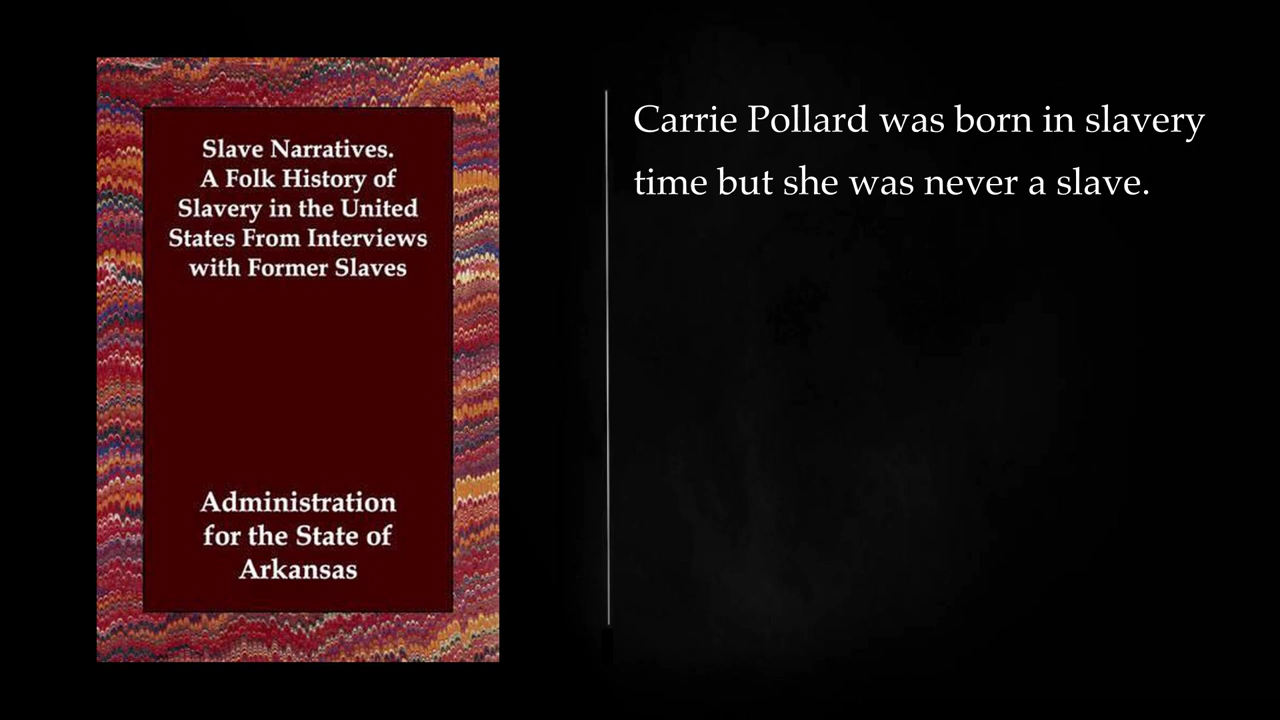 Slave Narratives.
A Folk History of
Slavery in the United
States From Interviews
with Former Slaves
Administration
for the State of
Arkansas
Carrie Pollard was born in slavery
time but she was never a slave.